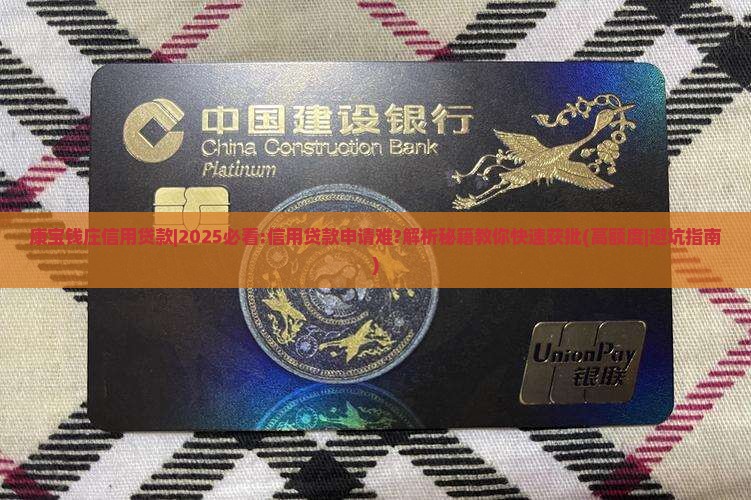 中国建设银行
China Construction Bank
Platinum
康宝钱庄信用贷款|2025必看:信用贷款申请难?解析秘籍教你快速获批(高额度|避坑指南
)
UnionPay
银联